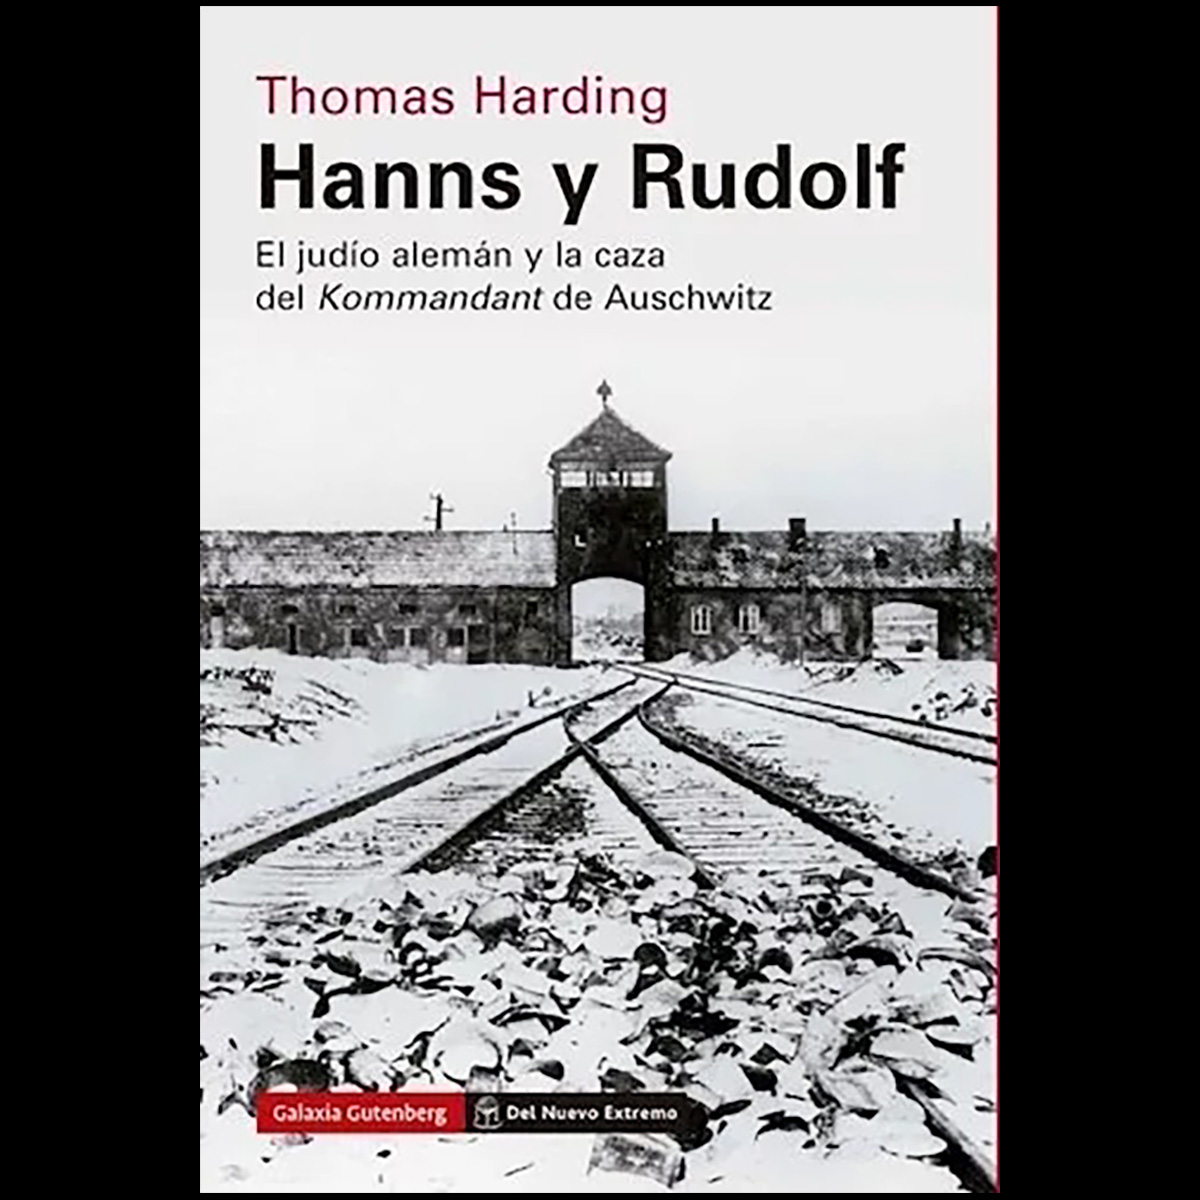 Thomas Harding
Hanns y Rudolf
El judío alemán y la caza
del Kommandant de Auschwitz
Galaxia Gutenberg
Del Nuevo Extremo